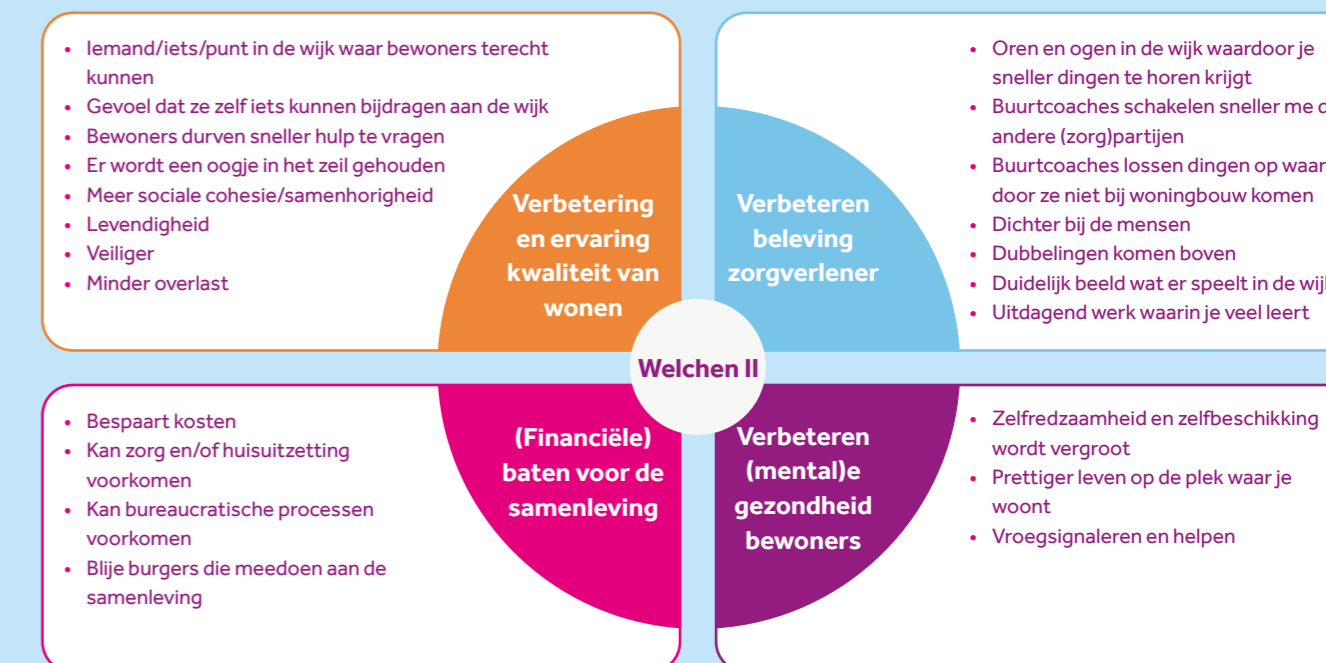 • Iemand/iets/punt in de wijk waar bewoners terecht
kunnen
• Gevoel dat ze zelf iets kunnen bijdragen aan de wijk
• Bewoners durven sneller hulp te vragen
• Er wordt een oogje in het zeil gehouden
• Meer sociale cohesie/samenhorigheid
• Levendigheid
• Veiliger
• Minder overlast
Verbetering
en ervaring
kwaliteit van
wonen
Verbeteren
beleving
zorgverlener
• Oren en ogen in de wijk waardoor je
sneller dingen te horen krijgt
• Buurtcoaches schakelen sneller me
andere (zorg)partijen
• Buurtcoaches lossen dingen op waar
door ze niet bij woningbouw komen
• Dichter bij de mensen
• Dubbelingen komen boven
• Duidelijk beeld wat er speelt in de
• Uitdagend werk waarin je veel leert
Welchen II
• Bespaart kosten
• Kan zorg en/of huisuitzetting
voorkomen
• Kan bureaucratische processen
voorkomen
• Blije burgers die meedoen aan de
samenleving
(Financiële)
baten voor de
samenleving
Verbeteren
(mental)e
gezondheid
bewoners
• Zelfredzaamheid en zelfbeschikking
wordt vergroot
• Prettiger leven op de plek waar je
woont
• Vroegsignaleren en helpen